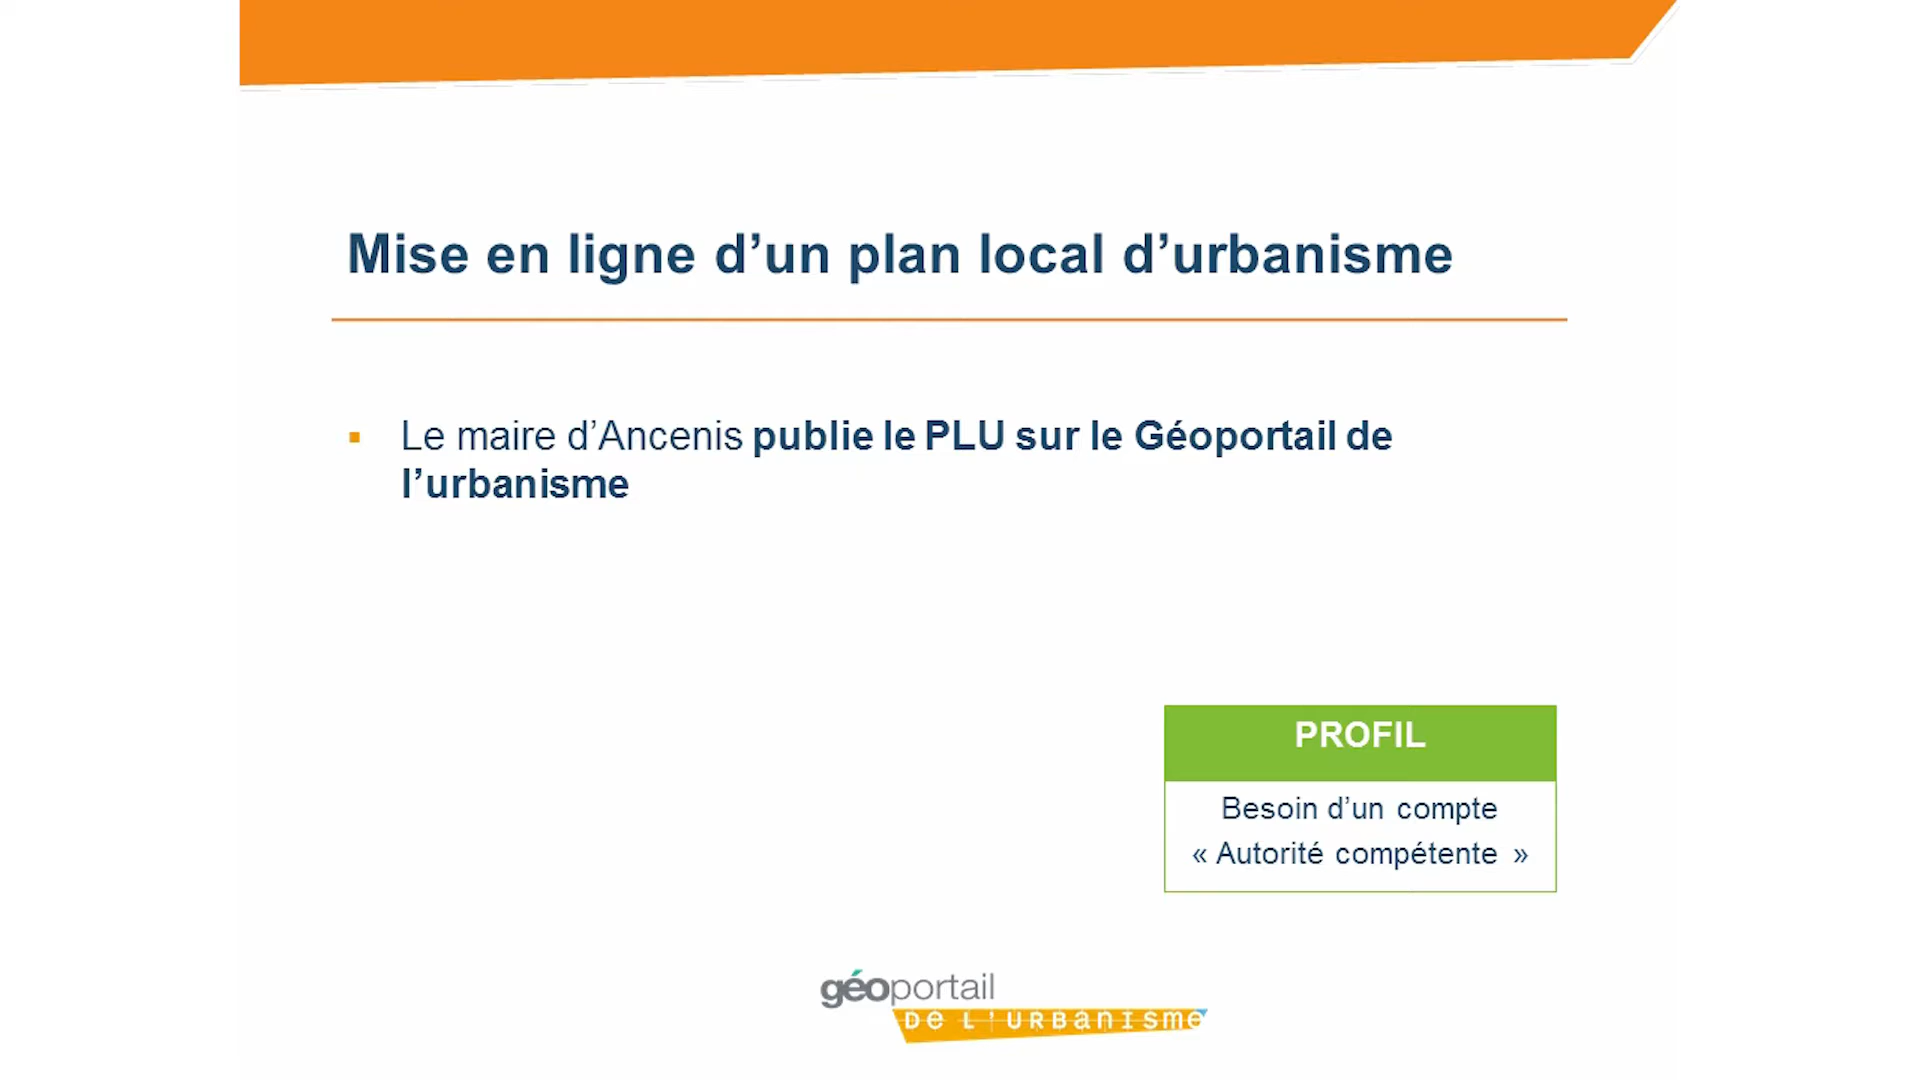 Mise en ligne d’un plan local d’urbanisme
▪ Le maire d’Ancenis publie le PLU sur le Géoportail de
l’urbanisme
PROFIL
Besoin d’un compte
« Autorité compétente »
géoportail
DE L'URBANISME